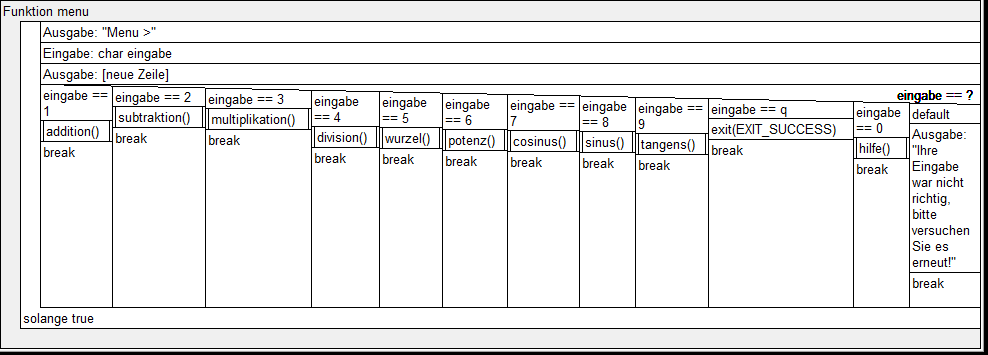 Funktion menu
Ausgabe: "Menu >"
Eingabe: char eingabe
Ausgabe: [neue Zeile]
eingabe == ?
eingabe ==
1
addition()
break
eingabe == 2
subtraktion()
break
eingabe == 3
multiplikation()
break
eingabe
== 4
division()
break
eingabe
== 5
wurzel()
break
eingabe
== 6
potenz()
break
eingabe ==
7
cosinus()
break
eingabe
== 8
sinus()
break
eingabe ==
9
tangens()
break
eingabe == q
exit(EXIT_SUCCESS)
break
eingabe
== 0
hilfe()
break
default
Ausgabe:
"Ihre
Eingabe
war nicht
richtig,
bitte
versuchen
Sie es
erneut!"
break
solange true